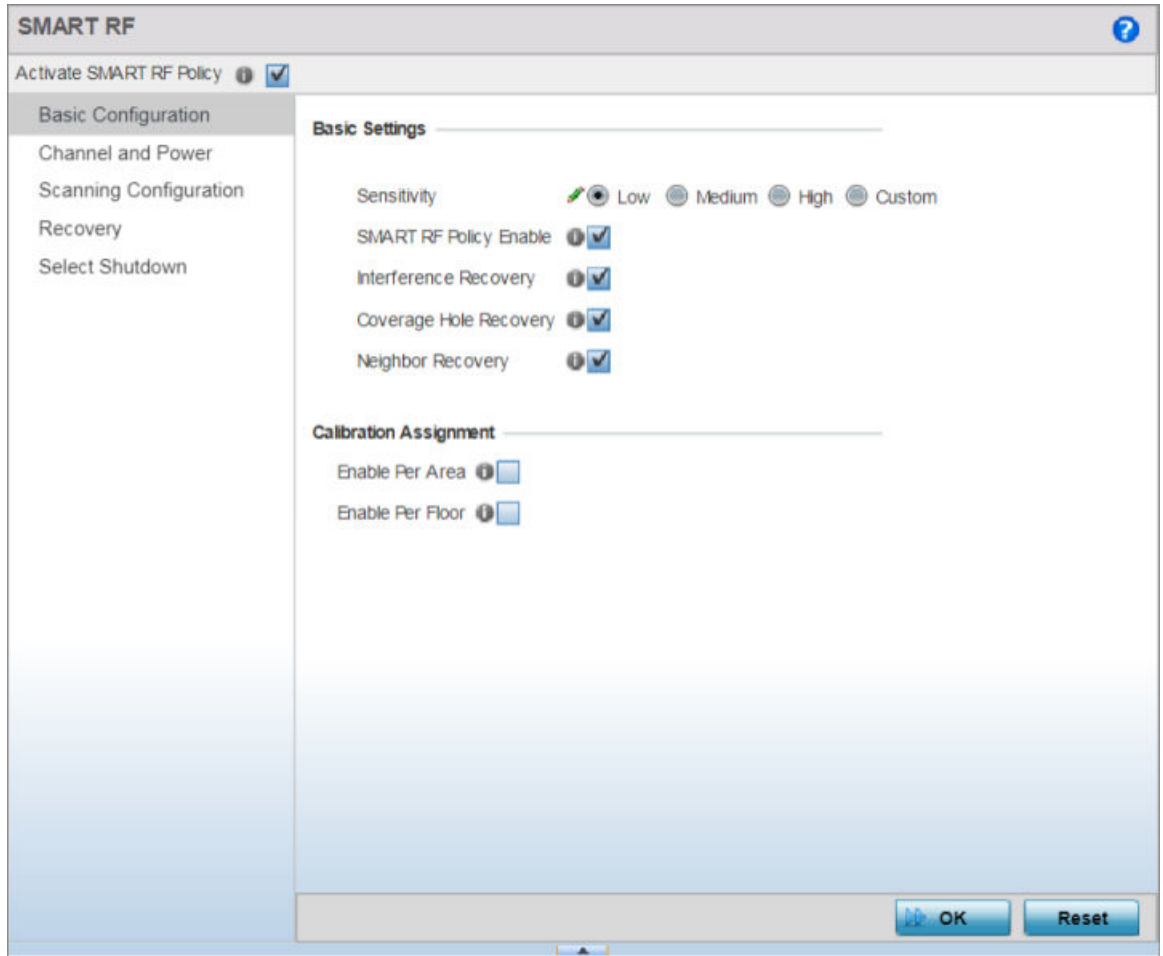 SMART RF
Activate SMART RF Policy
Basic Configuration
Channel and Power
Scanning Configuration
Recovery
Select Shutdown
Basic Settings
Sensitivity Low Medium High Custom
SMART RF Policy Enable
Interference Recovery
Coverage Hole Recovery
Neighbor Recovery
Calibration Assignment
Enable Per Area
Enable Per Floor
OK Reset